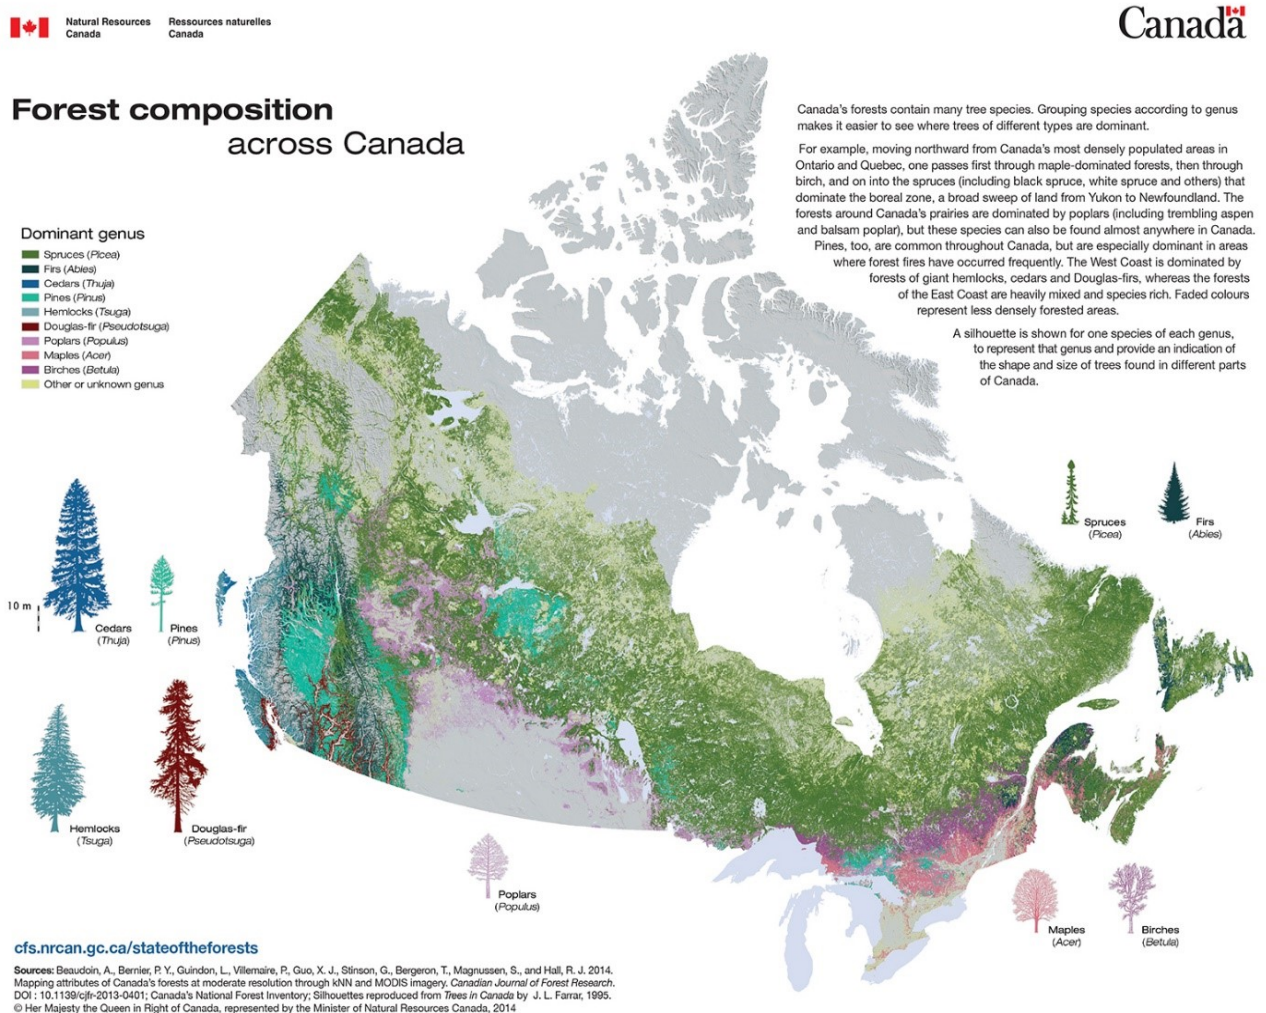 Natural Resources Canada
Ressources naturelles Canada
Canada
Forest composition
across Canada
Canada's forests contain many tree species. Grouping species according to genus
makes it easier to see where trees of different types are dominant.
For example, moving northward from Canada's most densely populated areas in
Ontario and Quebec, one passes first through maple-dominated forests, then through
birch, and on into the spruces (including black spruce, white spruce and others) that
dominate the boreal zone, a broad sweep of land from Yukon to Newfoundland. The
forests around Canada's prairies are dominated by poplars (including trembling aspen
and balsam poplar), but these species can also be found almost anywhere in Canada.
Pines, too, are common throughout Canada, but are especially dominant in areas
where forest fires have occurred frequently. The West Coast is dominated by
forests of giant hemlocks, cedars and Douglas-firs, whereas the forests
of the East Coast are heavily mixed and species rich. Faded colours
represent less densely forested areas.
A silhouette is shown for one species of each genus,
to represent that genus and provide an indication of
the shape and size of trees found in different parts
of Canada.
Dominant genus
Spruces (Picea)
Firs (Abies)
Cedars (Thuja)
Pines (Pinus)
Hemlocks (Tsuga)
Douglas-fir (Pseudotsuga)
Poplars (Populus)
Maples (Acer)
Birches (Betula)
Other or unknown genus
Spruces
(Picea)
Firs
(Abies)
10 m
Cedars
(Thuja)
Pines
(Pinus)
Hemlocks
(Tsuga)
Douglas-fir
(Pseudotsuga)
Poplars
(Populus)
Maples
(Acer)
Birches
(Betula)
cfs.nrcan.gc.ca/stateoftheforests
Sources: Beaudoin, A., Bernier, P. Y., Guindon, L., Villemaire, P., Guo, X. J., Stinson, G., Bergeron, T., Magnussen, S., and Hall, R. J. 2014.
Mapping attributes of Canada's forests at moderate resolution through kNN and MODIS imagery. Canadian Journal of Forest Research.
DOI : 10.1139/cjfr-2013-0401; Canada's National Forest Inventory; Silhouettes reproduced from Trees in Canada by J. L. Farrar, 1995.
© Her Majesty the Queen in Right of Canada, represented by the Minister of Natural Resources Canada, 2014